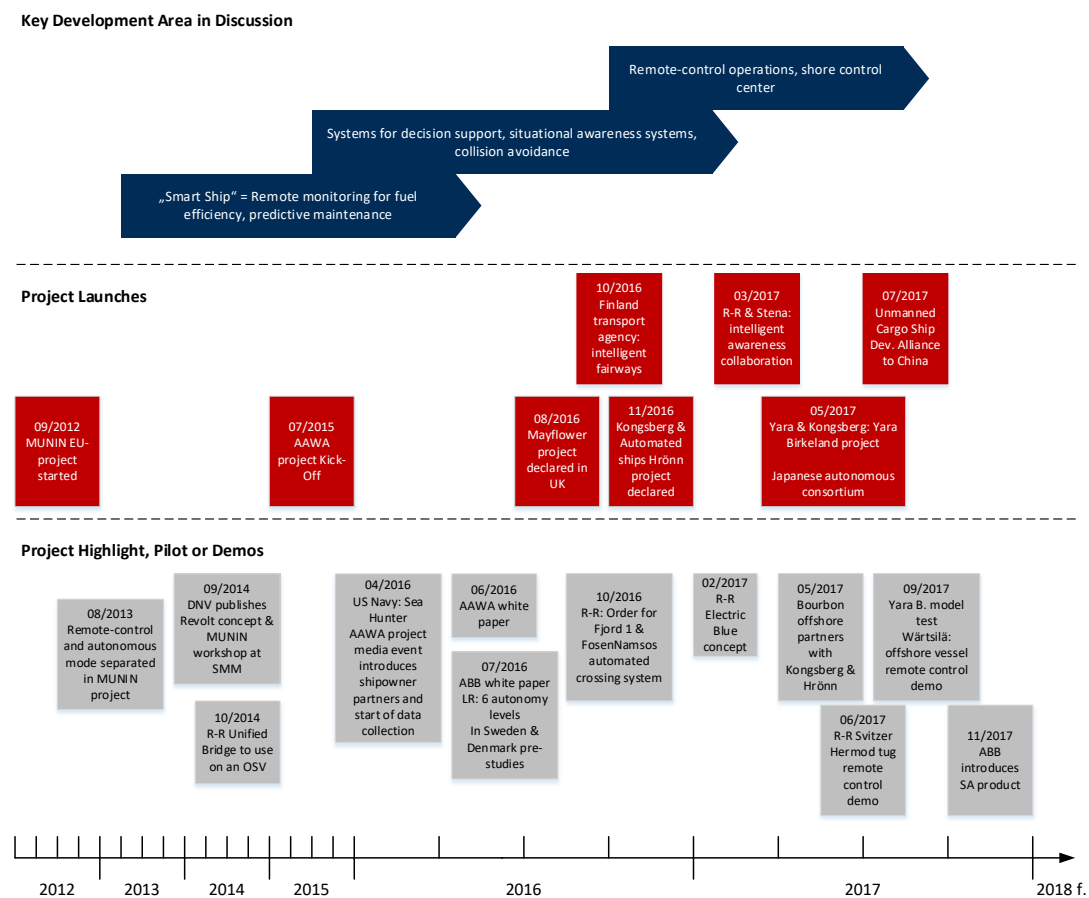 Key Development Area in Discussion
Remote-control operations, shore control
center
Systems for decision support, situational awareness systems,
collision avoidance
„Smart Ship“ = Remote monitoring for fuel
efficiency, predictive maintenance
Project Launches
10/2016
Finland
transport
agency:
intelligent
fairways
03/2017
R-R & Stena:
intelligent
awareness
collaboration
07/2017
Unmanned
Cargo Ship
Dev. Alliance
to China
09/2012
MUNIN EU-
project
started
07/2015
AAWA
project Kick-
Off
08/2016
Mayflower
project
declared in
UK
11/2016
Kongsberg &
Automated
ships Hrönn
project
declared
05/2017
Yara & Kongsberg: Yara
Birkeland project
Japanese autonomous
consortium
Project Highlight, Pilot or Demos
08/2013
Remote-control
and autonomous
mode separated
in MUNIN
project
09/2014
DNV publishes
Revolt concept &
MUNIN
workshop at
SMM
10/2014
R-R Unified
Bridge to use
on an OSV
04/2016
US Navy: Sea
Hunter
AAWA project
media event
introduces
shipowner
partners and
start of data
collection
06/2016
AAWA white
paper
07/2016
ABB white paper
LR: 6 autonomy
levels
In Sweden &
Denmark pre-
studies
10/2016
R-R: Order for
Fjord 1 &
FosenNamsos
automated
crossing system
02/2017
R-R
Electric
Blue
concept
05/2017
Bourbon
offshore
partners
with
Kongsberg &
Hrönn
09/2017
Yara B. model
test
Wärtsilä:
offshore vessel
remote control
demo
06/2017
R-R Svitzer
Hermod tug
remote
control
demo
11/2017
ABB
introduces
SA product
2012
2013
2014
2015
2016
2017
2018 f.